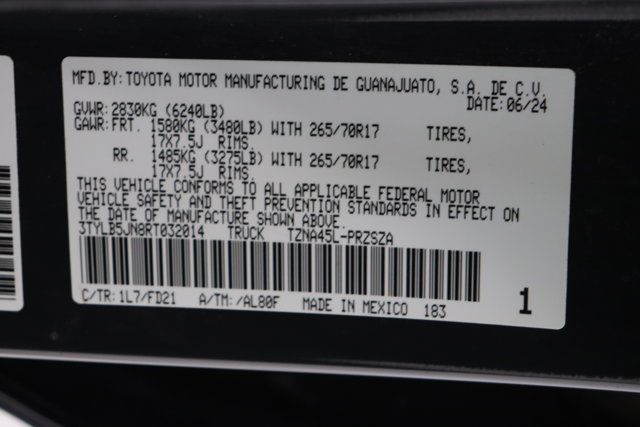 MFD.BY: TOYOTA MOTOR MANUFACTURING DE GUANAJUATO, S.A. DE C.V.
GVWR: 2830KG (6240LB) DATE: 06/24
GAWR: FRT. 1580KG (3480LB) WITH 265/70R17 TIRES,
17X7.5J RIMS,
RR. 1485KG (3275LB) WITH 265/70R17 TIRES,
17X7.5J RIMS,
THIS VEHICLE CONFORMS TO ALL APPLICABLE FEDERAL MOTOR
VEHICLE SAFETY AND THEFT PREVENTION STANDARDS IN EFFECT ON
THE DATE OF MANUFACTURE SHOWN ABOVE.
3TYLB5JN8RT032014 TRUCK TZNA45L-PRZSZA
C/TR: 1L7/FD21 A/TM: /AL80F MADE IN MEXICO 183 1